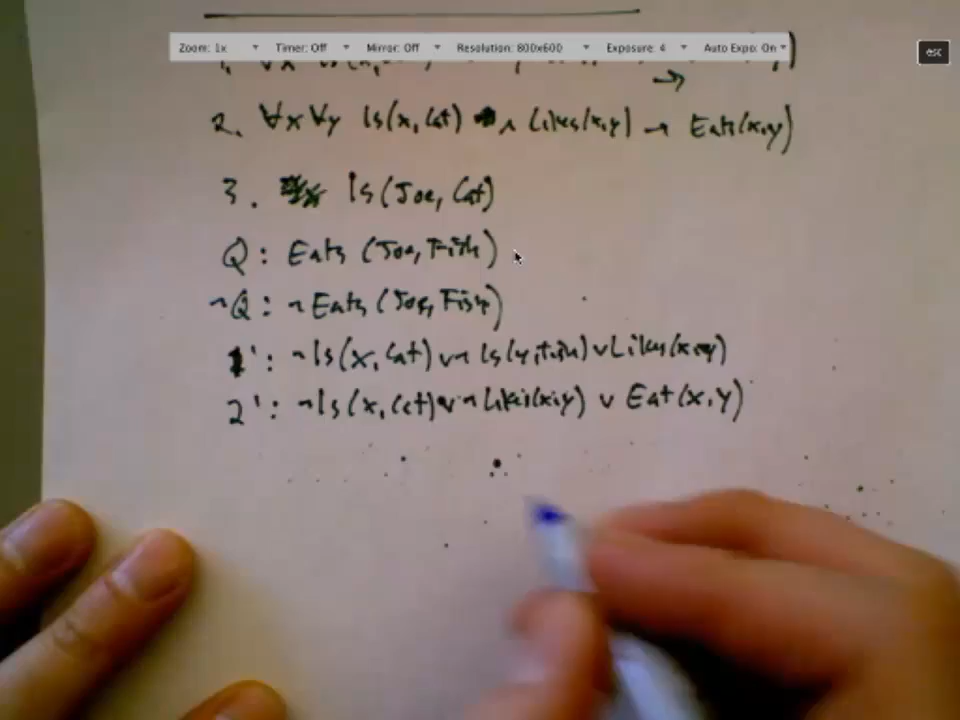 Zoom: 1x Timer: Off Mirror: Off Resolution: 800x600 Exposure: 4 Auto Expo: On
esc
→
2. ∀x ∀y Is(x, Cat) ∧ Likes(x,y) → Eats(x,y)
3. Is(Joe, Cat)
Q: Eats (Joe, Fish)
¬Q: ¬Eats (Joe, Fish)
1': ¬Is(x, Cat) ∨ ¬Is(y, Fish) ∨ Likes(x,y)
2': ¬Is(x, Cat) ∨ ¬Likes(x,y) ∨ Eat(x,y)